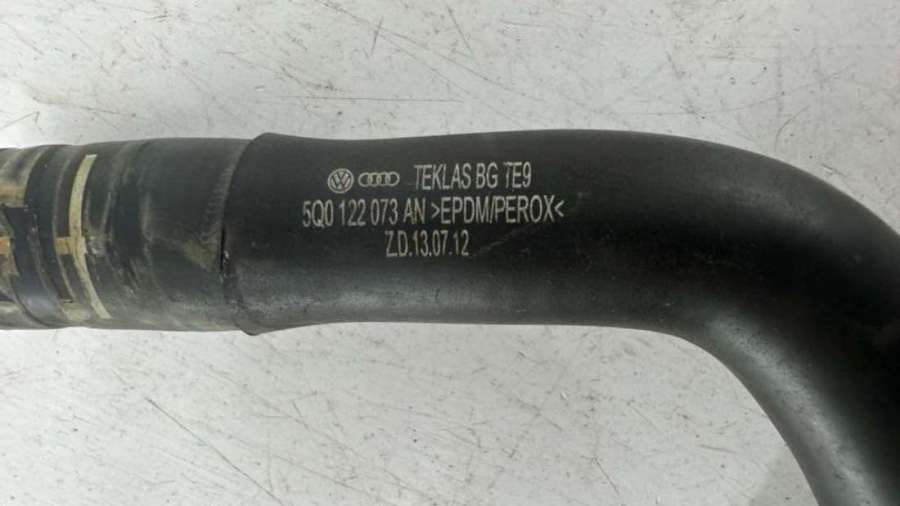 TEKLAS BG TE9
5Q0 122 073 AN >EPDM/PEROX<
Z.D.13.07.12